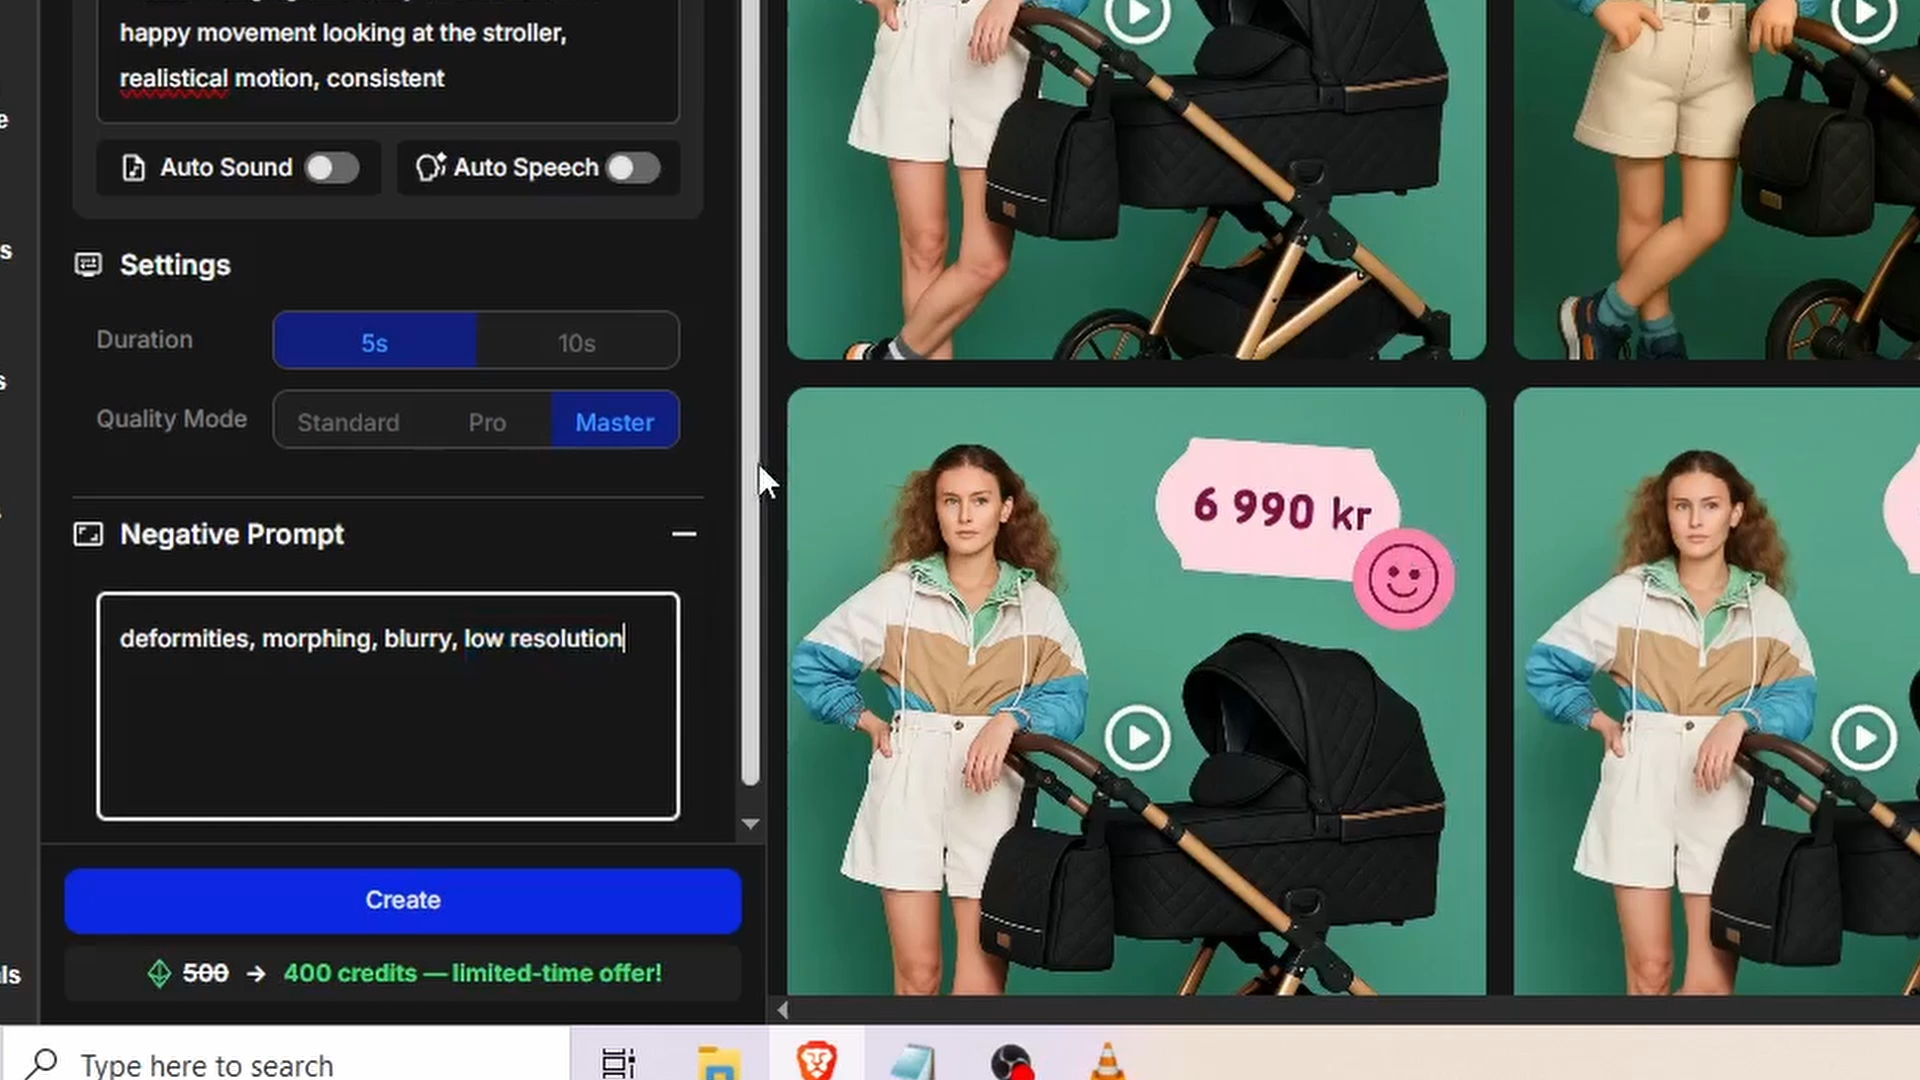 happy movement looking at the stroller,
realistical motion, consistent
Auto Sound
Auto Speech
Settings
Duration
5s
10s
Quality Mode
Standard
Pro
Master
Negative Prompt
deformities, morphing, blurry, low resolution
Create
500 → 400 credits — limited-time offer!
6 990 kr
Type here to search